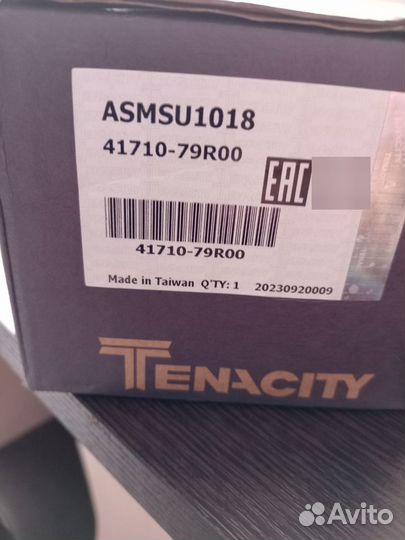 ASMSU1018
41710-79R00
EAC
41710-79R00
Made in Taiwan Q'TY: 1 20230920009
TENACITY
Avito